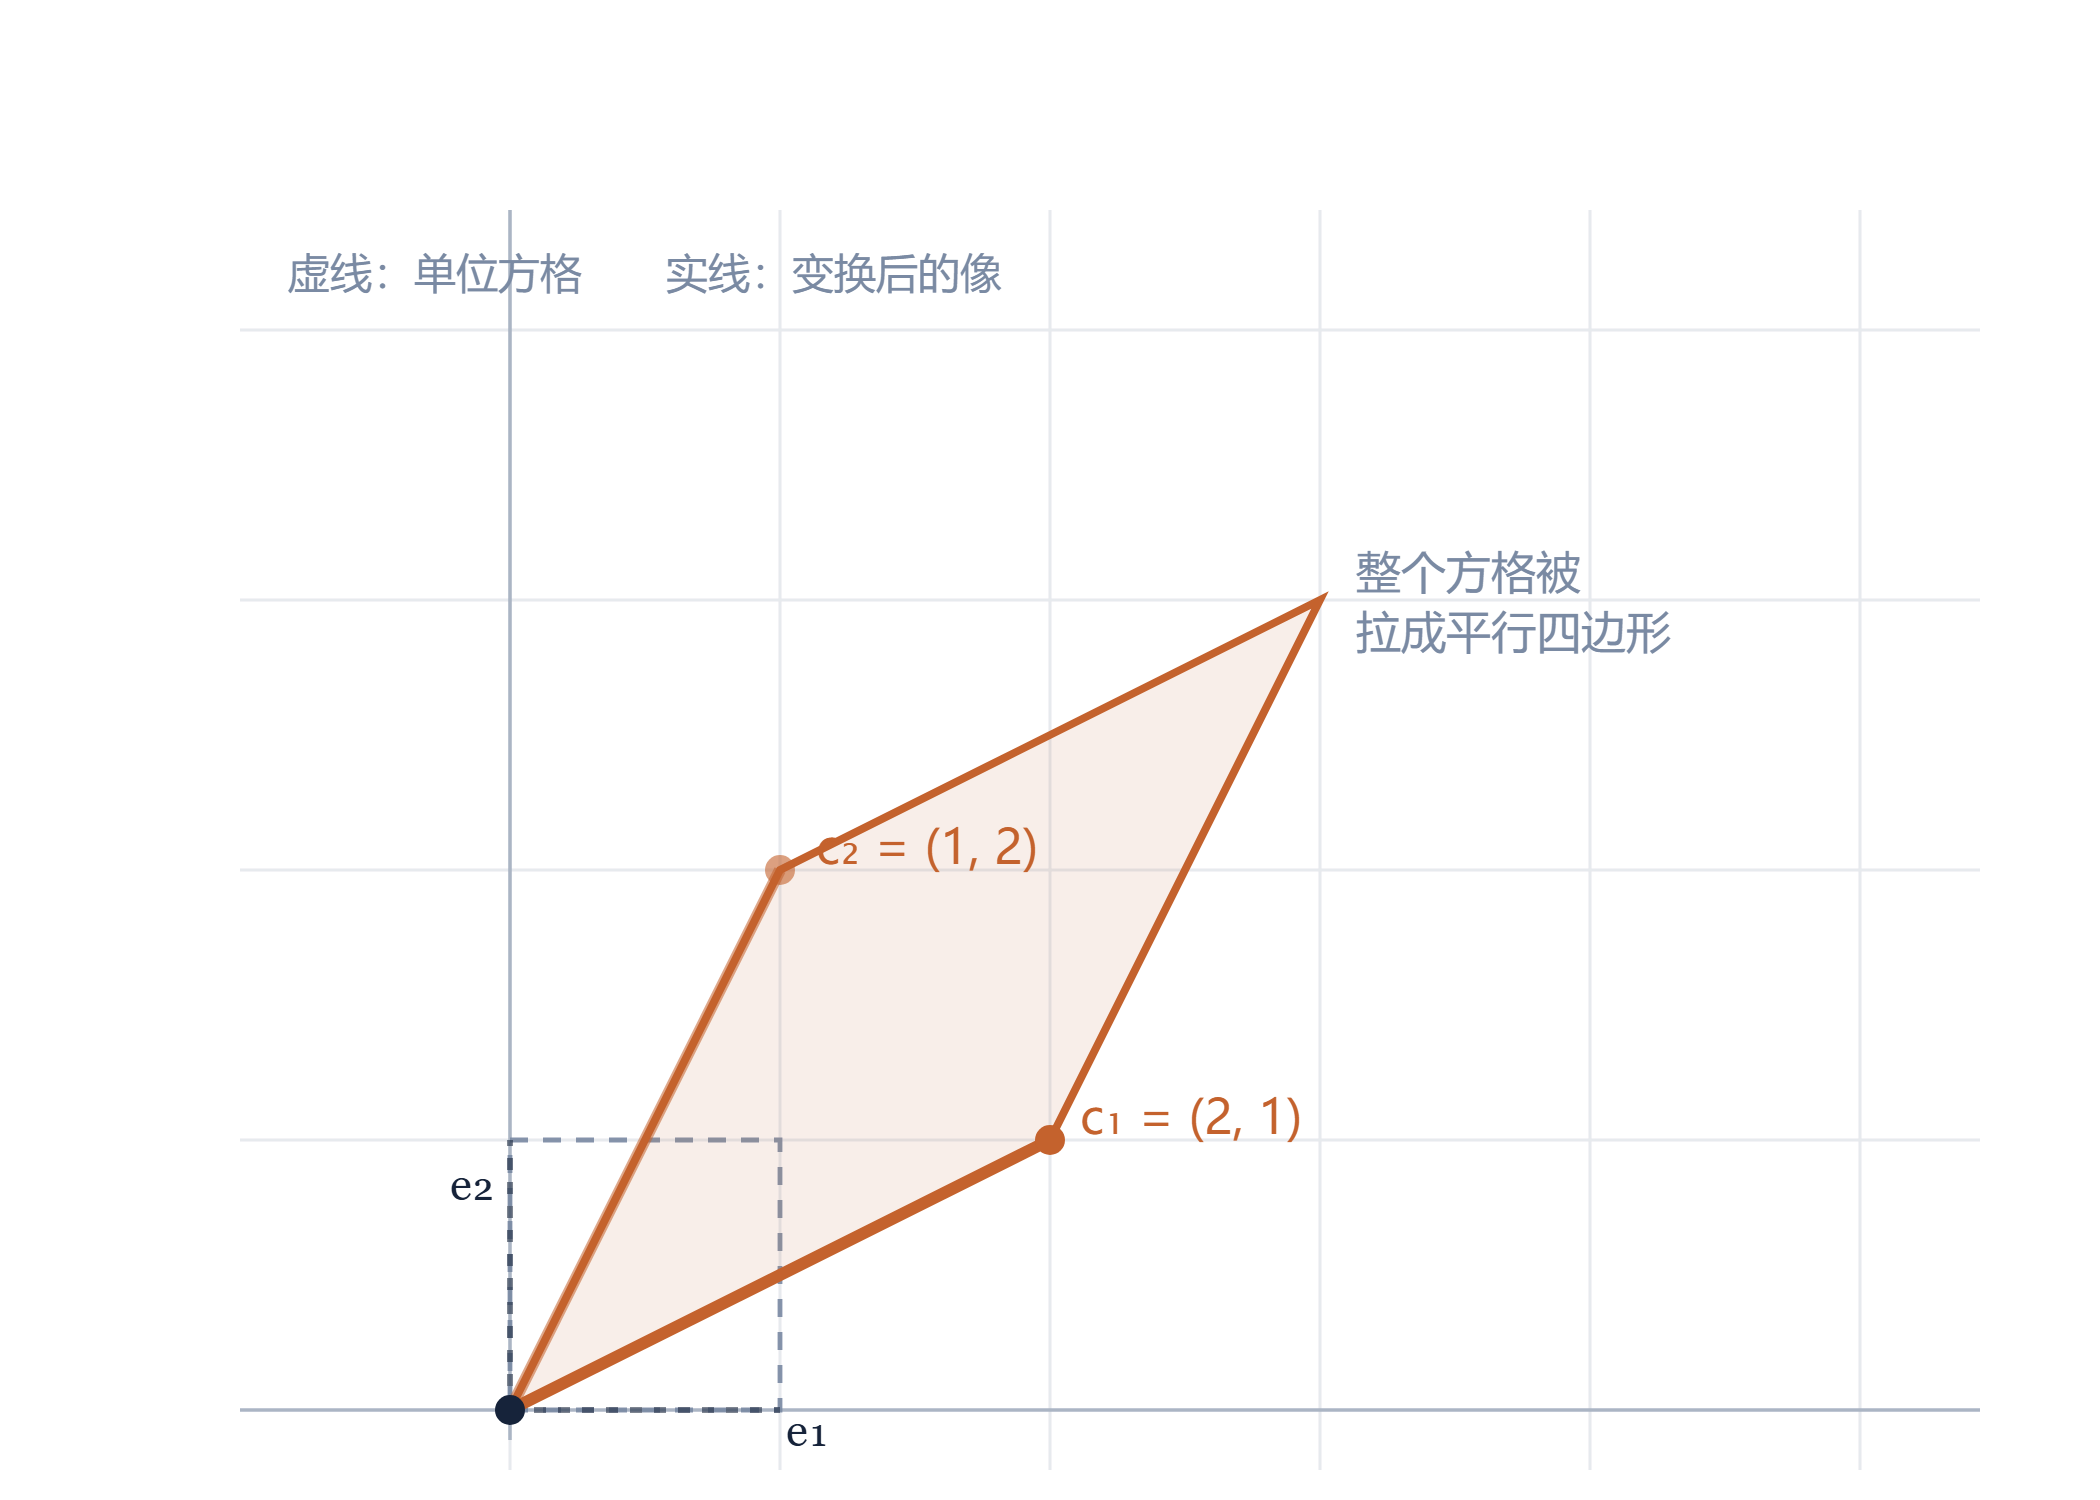 虚线：单位方格 实线：变换后的像
整个方格被
拉成平行四边形
c₂ = (1, 2)
c₁ = (2, 1)
e2
e1